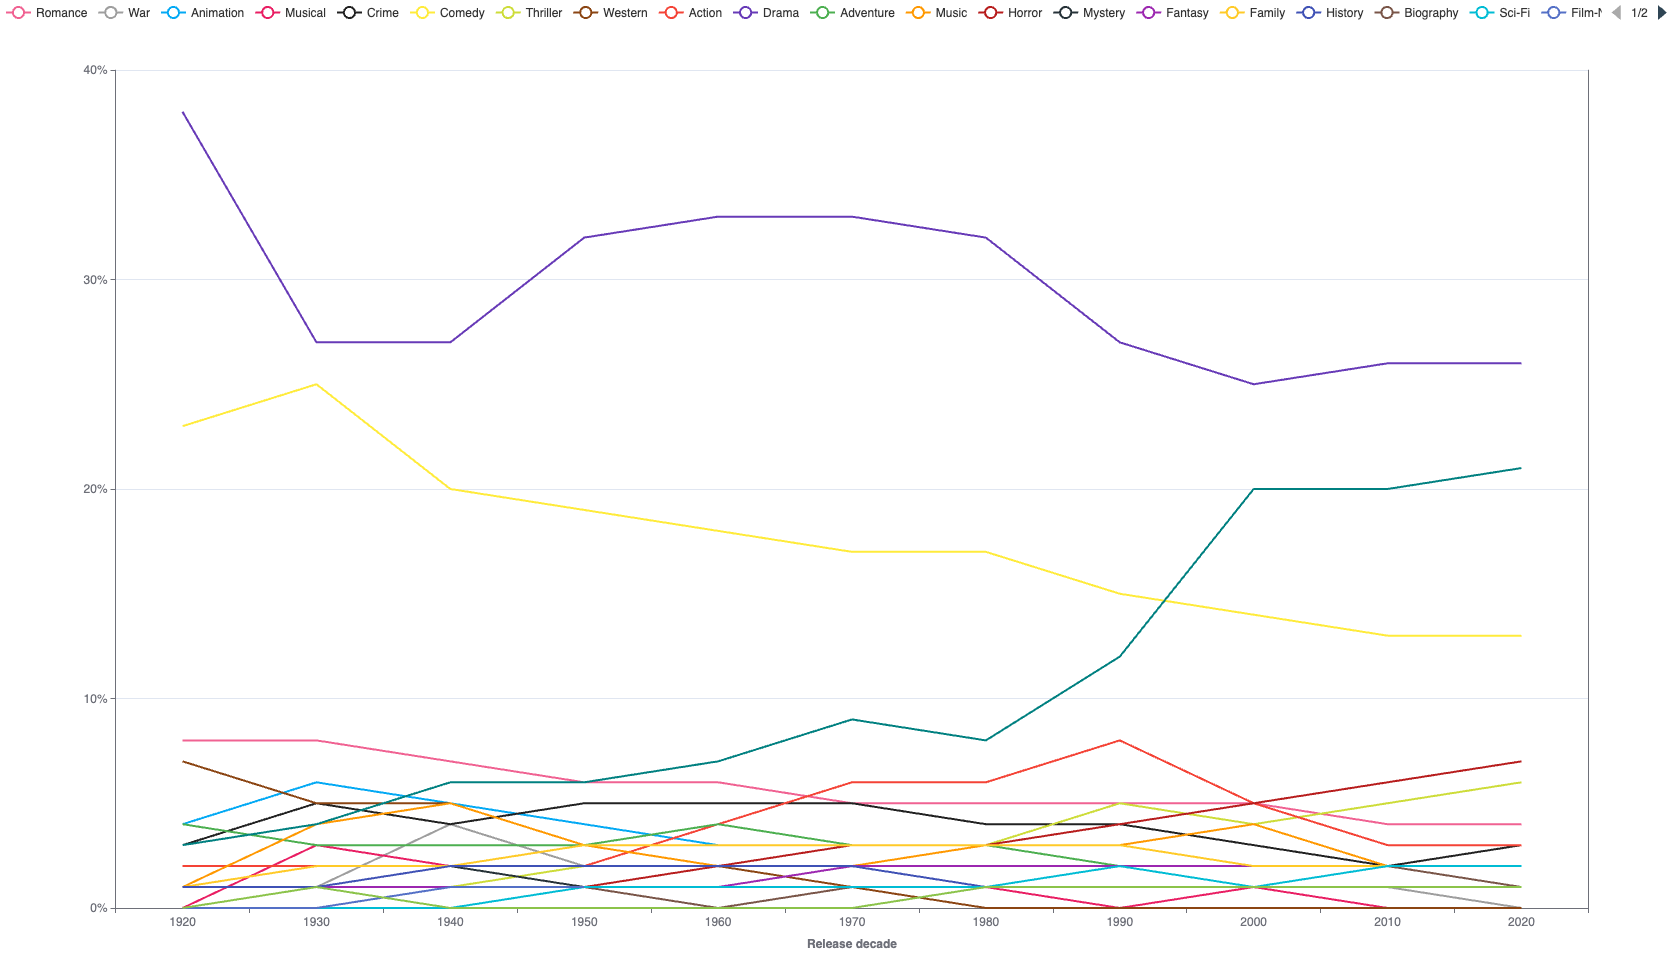 Romance War Animation Musical Crime Comedy Thriller Western Action Drama Adventure Music Horror Mystery Fantasy Family History Biography Sci-Fi Film-N 1/2
40%
30%
20%
10%
0%
1920 1930 1940 1950 1960 1970 1980 1990 2000 2010 2020
Release decade